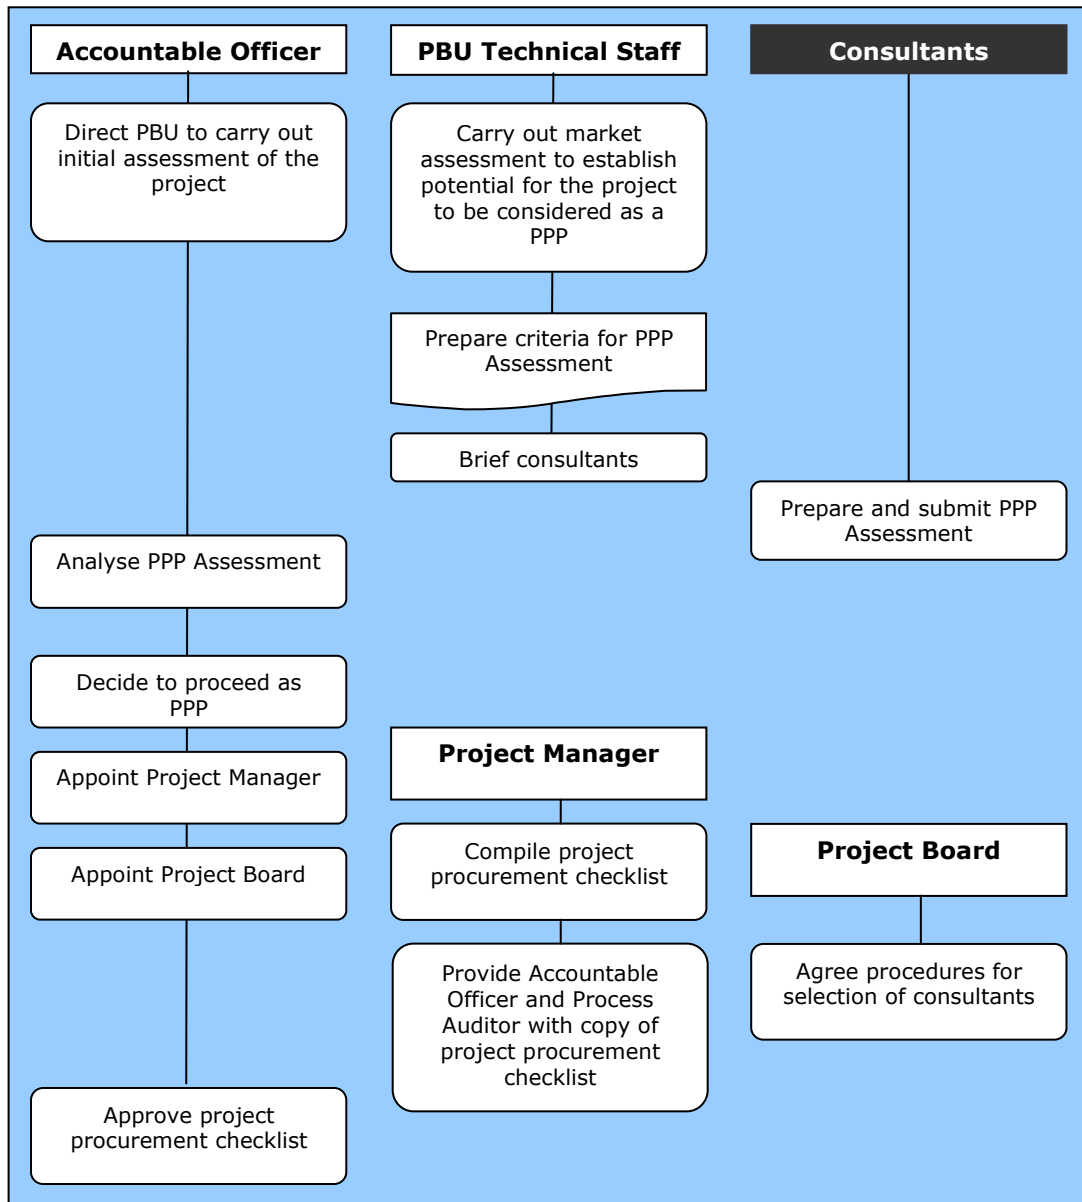 Accountable Officer
Direct PBU to carry out
initial assessment of the
project
Analyse PPP Assessment
Decide to proceed as
PPP
Appoint Project Manager
Appoint Project Board
Approve project
procurement checklist
PBU Technical Staff
Carry out market
assessment to establish
potential for the project
to be considered as a
PPP
Prepare criteria for PPP
Assessment
Brief consultants
Project Manager
Compile project
procurement checklist
Provide Accountable
Officer and Process
Auditor with copy of
project procurement
checklist
Consultants
Prepare and submit PPP
Assessment
Project Board
Agree procedures for
selection of consultants